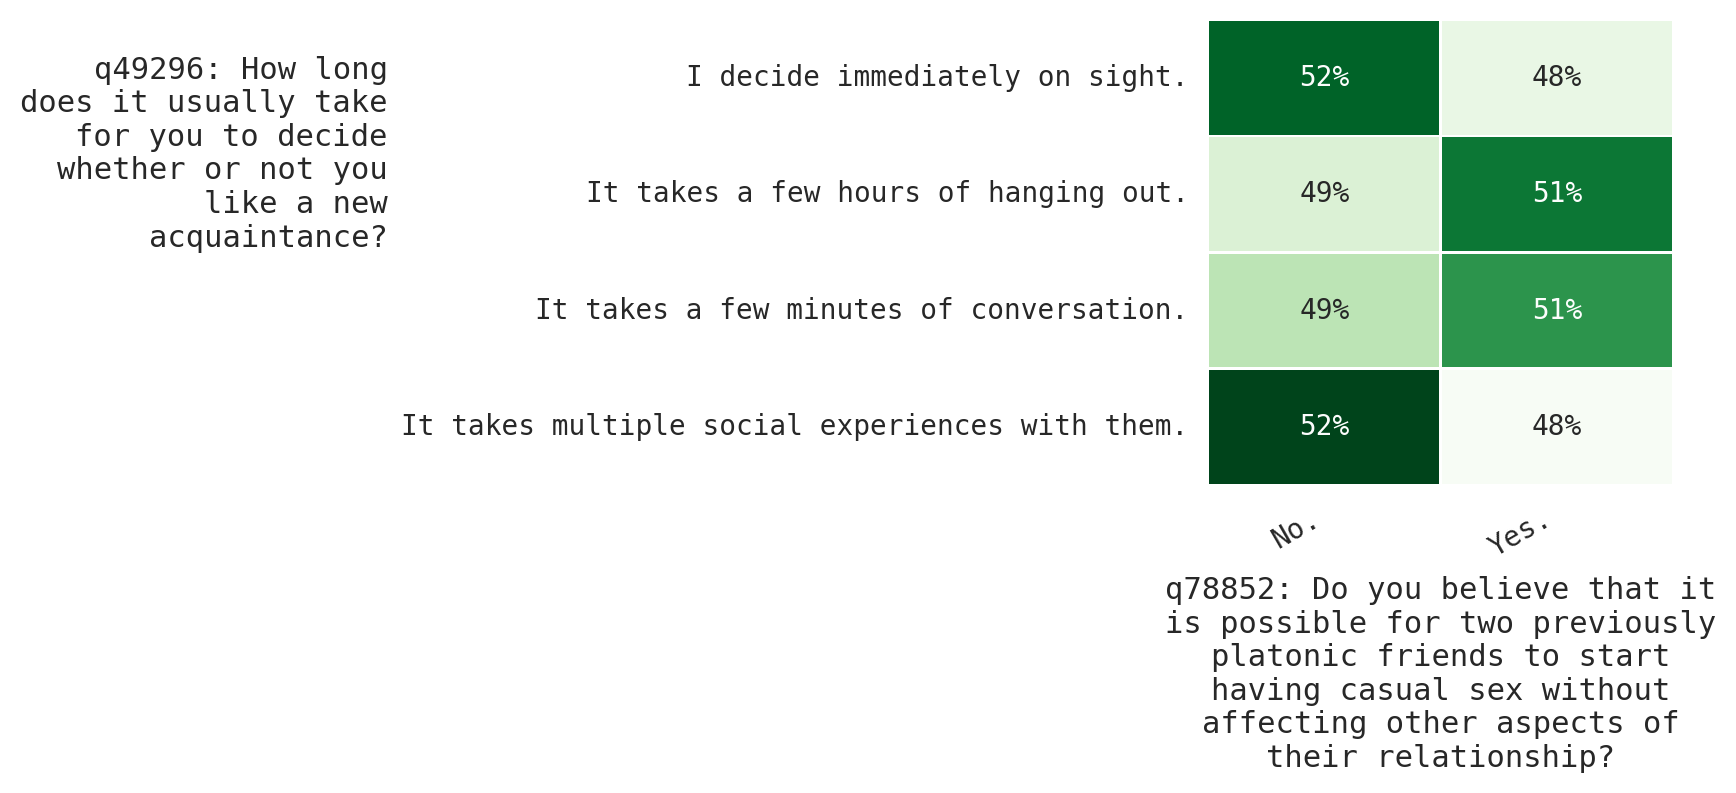 q49296: How long
does it usually take
for you to decide
whether or not you
like a new
acquaintance?
I decide immediately on sight. 52% 48%
It takes a few hours of hanging out. 49% 51%
It takes a few minutes of conversation. 49% 51%
It takes multiple social experiences with them. 52% 48%
No. Yes.
q78852: Do you believe that it
is possible for two previously
platonic friends to start
having casual sex without
affecting other aspects of
their relationship?